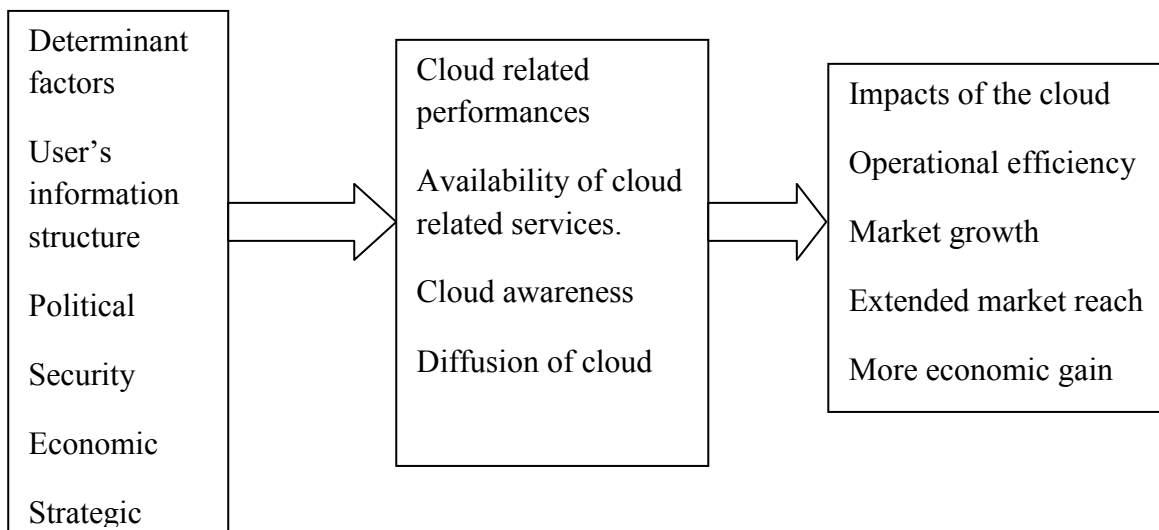 Determinant
factors
User’s
information
structure
Political
Security
Economic
Strategic
Cloud related
performances
Availability of cloud
related services.
Cloud awareness
Diffusion of cloud
Impacts of the cloud
Operational efficiency
Market growth
Extended market reach
More economic gain